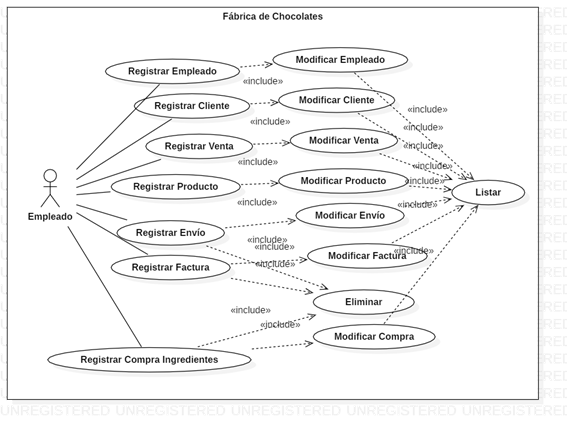 Fábrica de Chocolates
Modificar Empleado
Registrar Empleado
«include»
Modificar Cliente
Registrar Cliente
«include»
«include»
Modificar Venta
Registrar Venta
«include»
«include»
«include»
Modificar Producto
Registrar Producto
«include»
«include»
Listar
Empleado
«include»
«include»
Modificar Envío
Registrar Envío
«include»
«include»
«include»
Modificar Factura
Registrar Factura
«include»
Eliminar
«include»
«include»
Modificar Compra
Registrar Compra Ingredientes
UNREGISTERED UNREGISTERED UNREGISTERED UNREGISTERED UNREGISTERED